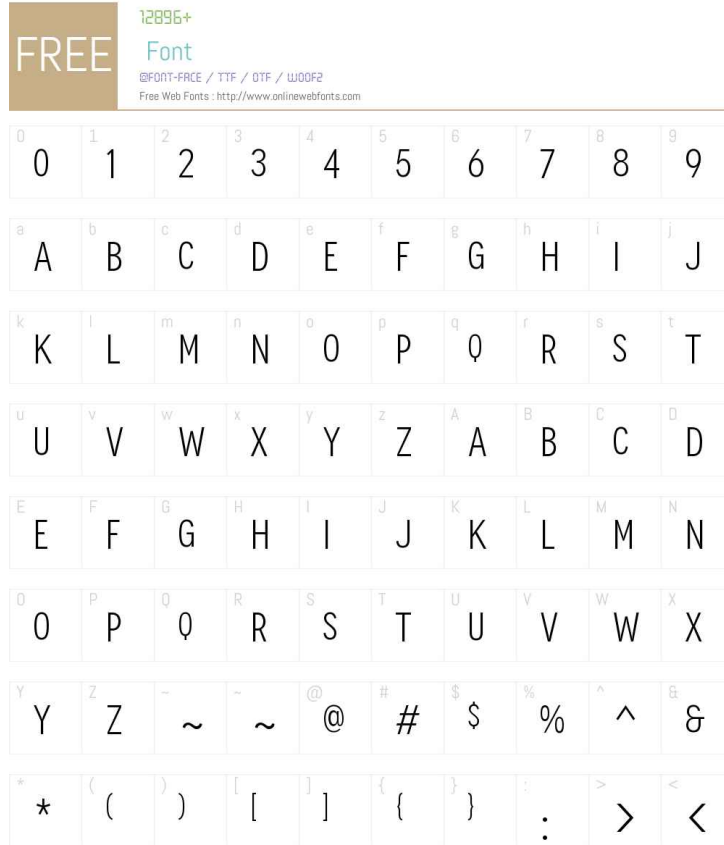 FREE
12896+
Font
@FONT-FACE / TTF / OTF / WOOF2
Free Web Fonts : http://www.onlinewebfonts.com
0 1 2 3 4 5 6 7 8 9
0 1 2 3 4 5 6 7 8 9
a b c d e f g h i j
A B C D E F G H I J
k l m n o p q r s t
K L M N O P Q R S T
u v w x y z A B C D
U V W X Y Z A B C D
E F G H I J K L M N
E F G H I J K L M N
O P Q R S T U V W X
O P Q R S T U V W X
Y Z ~ ~ @ # $ % ^ &
Y Z ~ ~ @ # $ % ^ &
* ( ) [ ] { } : > <
* ( ) [ ] { } : > <